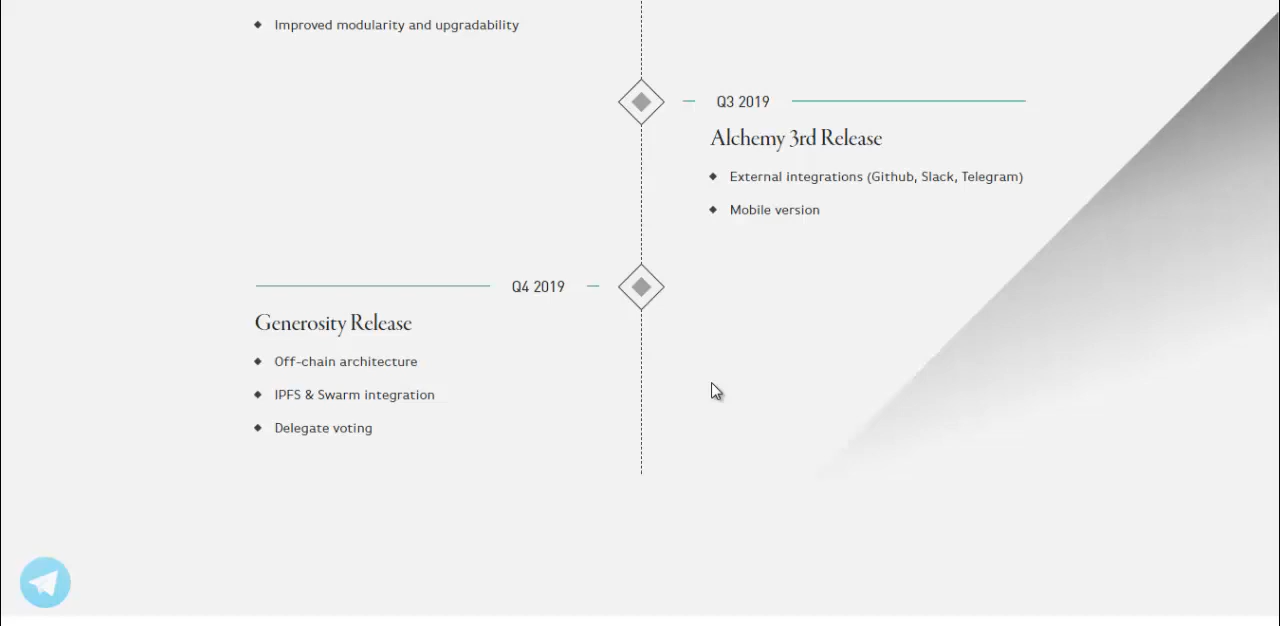 Improved modularity and upgradability
Q3 2019
Alchemy 3rd Release
External integrations (Github, Slack, Telegram)
Mobile version
Q4 2019
Generosity Release
Off-chain architecture
IPFS & Swarm integration
Delegate voting